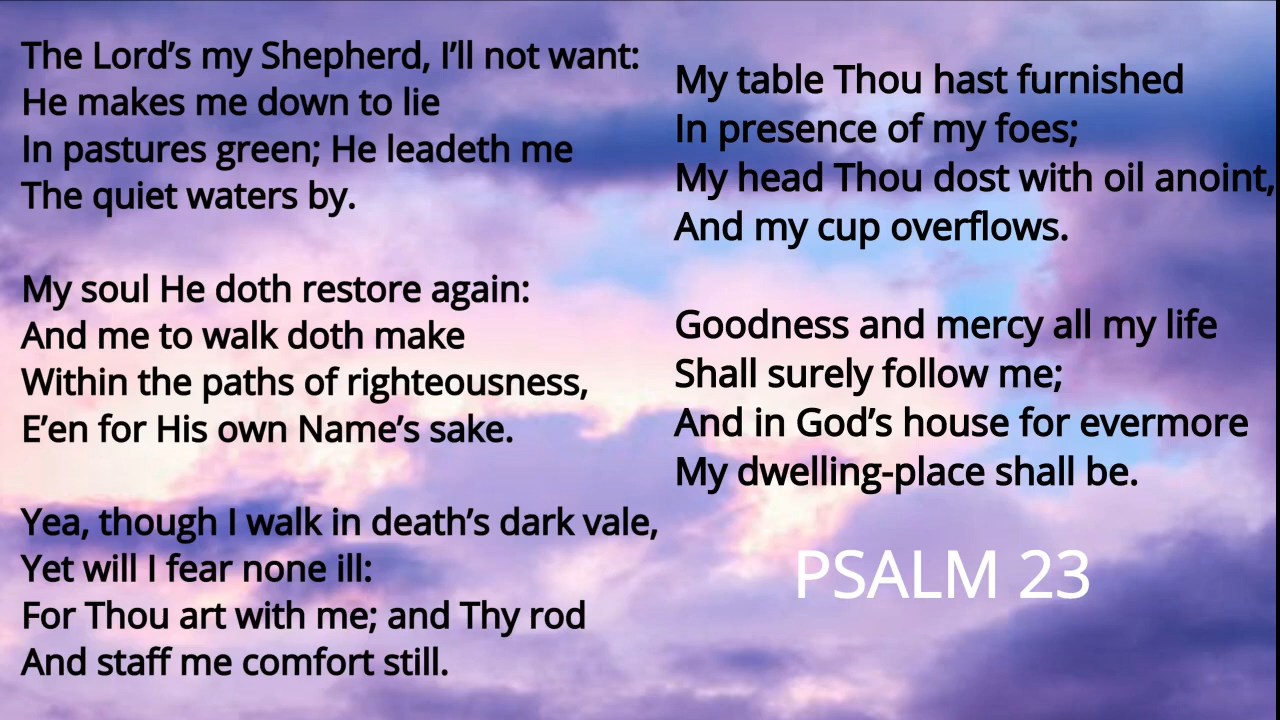 The Lord’s my Shepherd, I’ll not want:
He makes me down to lie
In pastures green; He leadeth me
The quiet waters by.
My soul He doth restore again:
And me to walk doth make
Within the paths of righteousness,
E’en for His own Name’s sake.
Yea, though I walk in death’s dark vale,
Yet will I fear none ill:
For Thou art with me; and Thy rod
And staff me comfort still.
My table Thou hast furnished
In presence of my foes;
My head Thou dost with oil anoint,
And my cup overflows.
Goodness and mercy all my life
Shall surely follow me;
And in God’s house for evermore
My dwelling-place shall be.
PSALM 23